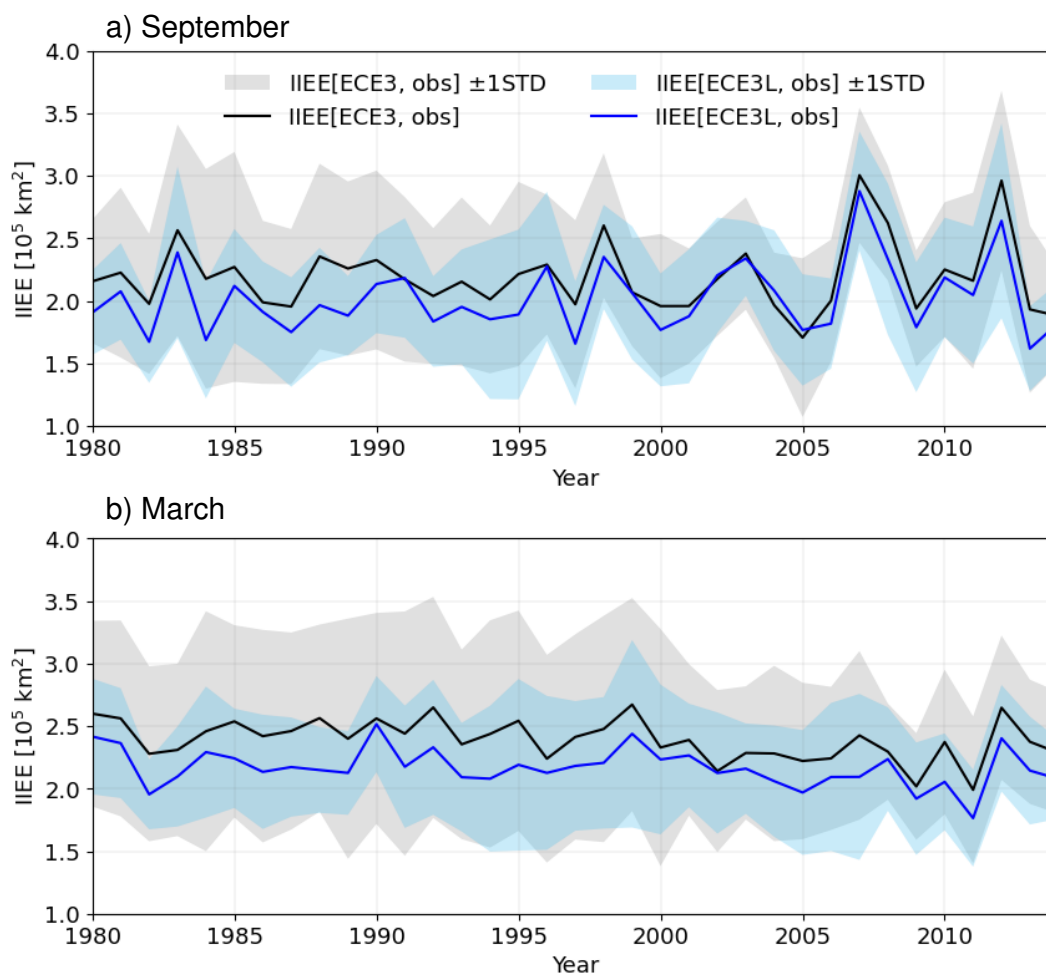 a) September
4.0
3.5
3.0
2.5
2.0
1.5
1.0
IIEE [10⁵ km²]
IIEE[ECE3, obs] ±1STD
IIEE[ECE3L, obs] ±1STD
IIEE[ECE3, obs]
IIEE[ECE3L, obs]
1980 1985 1990 1995 2000 2005 2010
Year
b) March
4.0
3.5
3.0
2.5
2.0
1.5
1.0
IIEE [10⁵ km²]
1980 1985 1990 1995 2000 2005 2010
Year